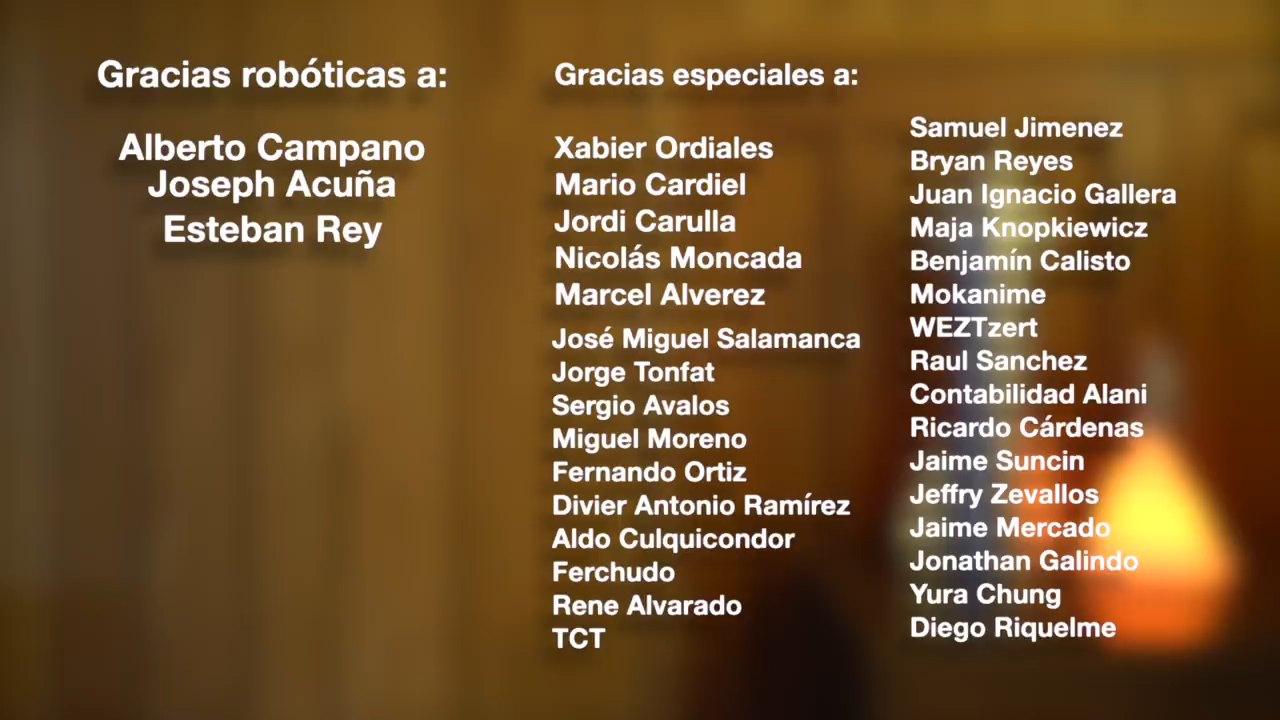 Gracias robóticas a:
Alberto Campano
Joseph Acuña
Esteban Rey
Gracias especiales a:
Xabier Ordiales
Mario Cardiel
Jordi Carulla
Nicolás Moncada
Marcel Alverez
José Miguel Salamanca
Jorge Tonfat
Sergio Avalos
Miguel Moreno
Fernando Ortiz
Divier Antonio Ramírez
Aldo Culquicondor
Ferchudo
Rene Alvarado
TCT
Samuel Jimenez
Bryan Reyes
Juan Ignacio Gallera
Maja Knopkiewicz
Benjamín Calisto
Mokanime
WEZTzert
Raul Sanchez
Contabilidad Alani
Ricardo Cárdenas
Jaime Suncin
Jeffry Zevallos
Jaime Mercado
Jonathan Galindo
Yura Chung
Diego Riquelme